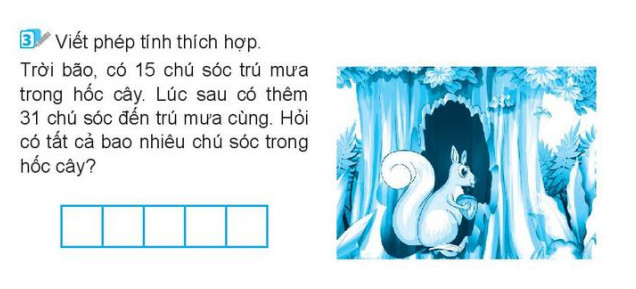 3 Viết phép tính thích hợp.
Trời bão, có 15 chú sóc trú mưa
trong hốc cây. Lúc sau có thêm
31 chú sóc đến trú mưa cùng. Hỏi
có tất cả bao nhiêu chú sóc trong
hốc cây?